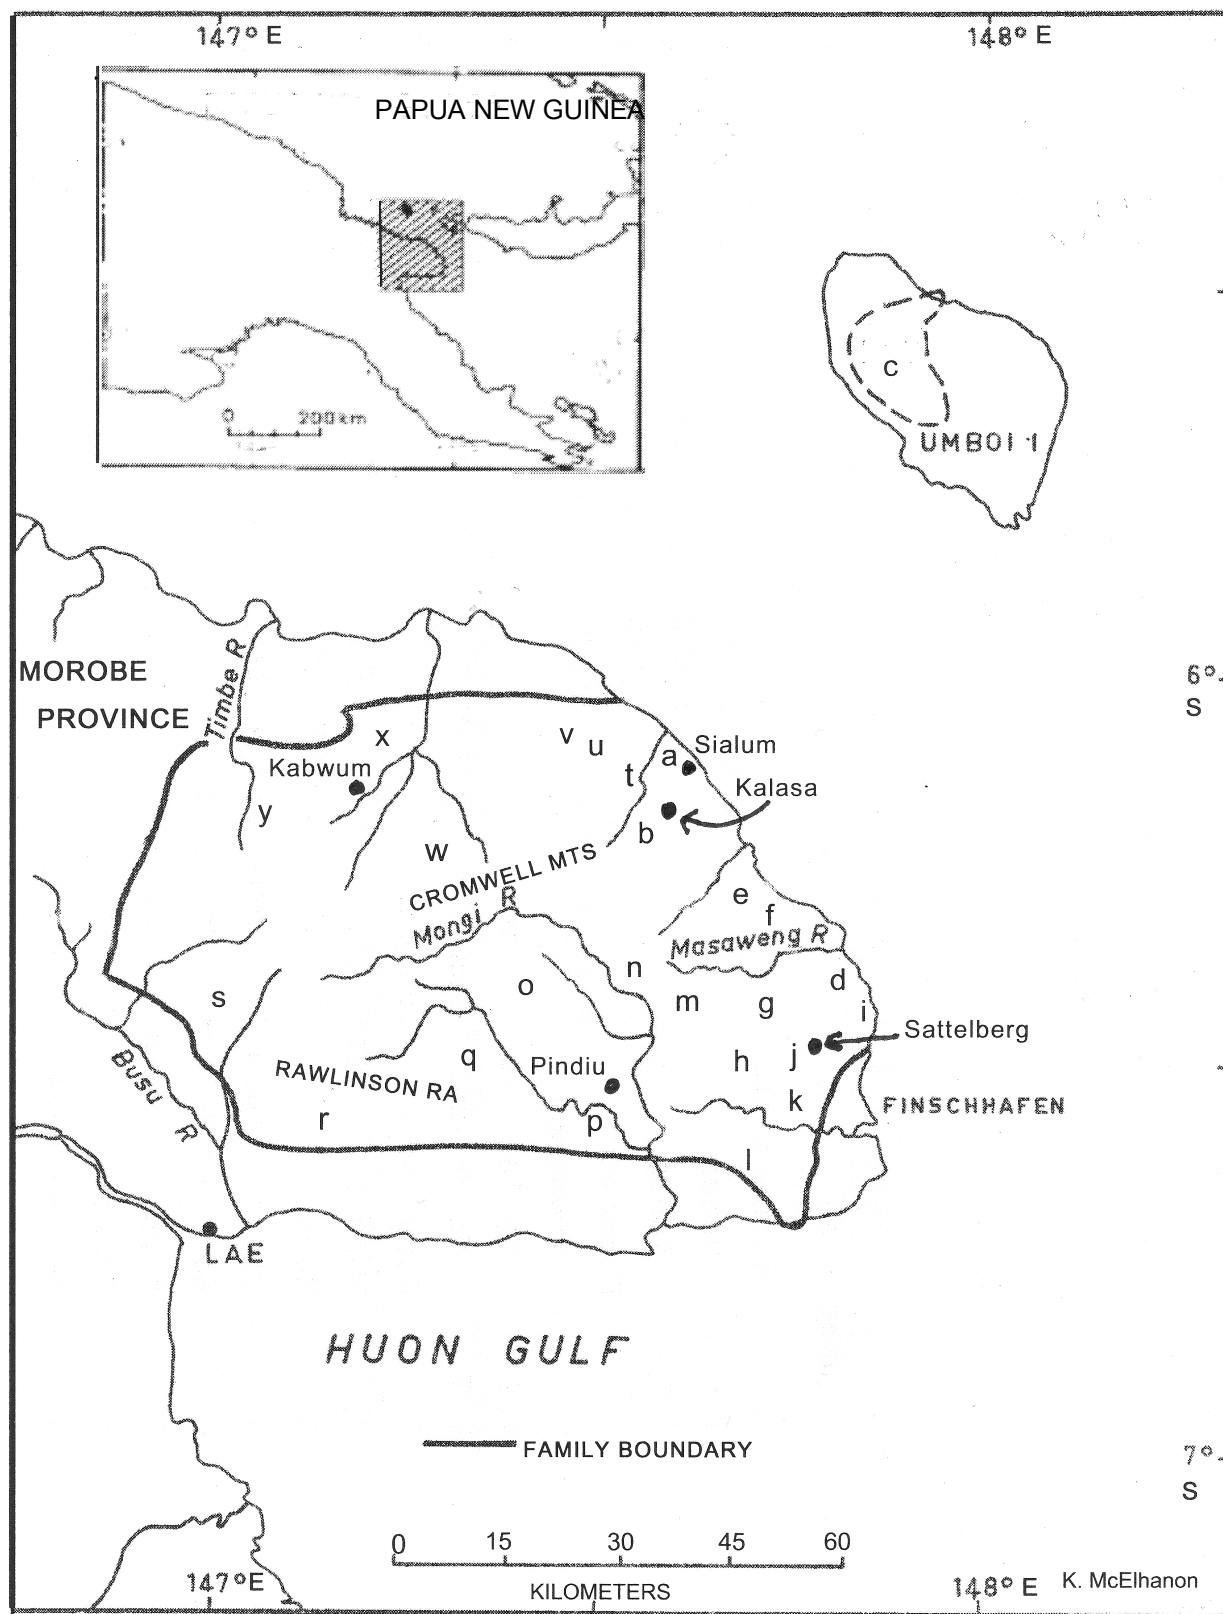 147° E
148° E
PAPUA NEW GUINEA
0 200km
c
UMBOI I
MOROBE
PROVINCE
Timbe R
6°
S
x
v
u
t
a
Sialum
Kabwum
Kalasa
y
b
w
CROMWELL MTS
Mongi R
e
f
Masaweng R
n
d
s
o
m
g
i
Sattelberg
h
j
q
Pindiu
Busu R
RAWLINSON RA
k
FINSCHHAFEN
r
p
l
LAE
HUON GULF
FAMILY BOUNDARY
7°
S
0 15 30 45 60
KILOMETERS
147° E
148° E
K. McElhanon